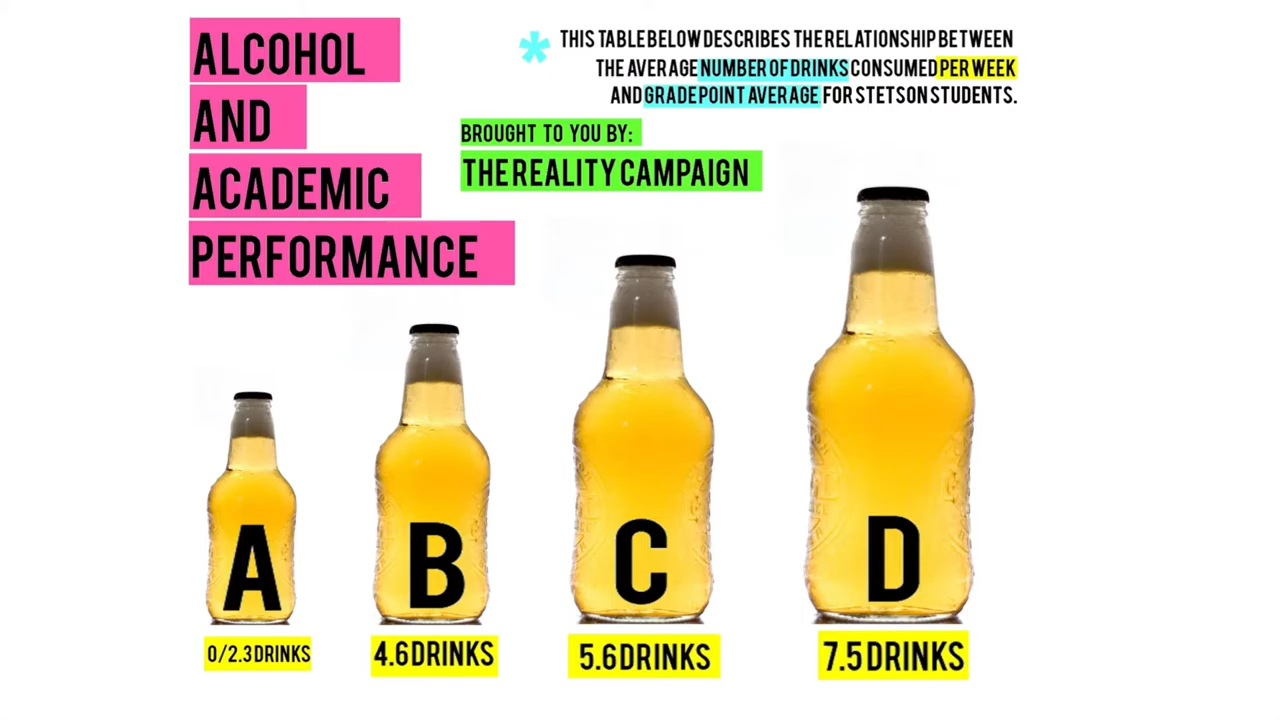 ALCOHOL
AND
ACADEMIC
PERFORMANCE
* THIS TABLE BELOW DESCRIBES THE RELATIONSHIP BETWEEN
THE AVERAGE NUMBER OF DRINKS CONSUMED PER WEEK
AND GRADE POINT AVERAGE FOR STETSON STUDENTS.
BROUGHT TO YOU BY:
THE REALITY CAMPAIGN
A
B
C
D
0/2.3 DRINKS
4.6 DRINKS
5.6 DRINKS
7.5 DRINKS